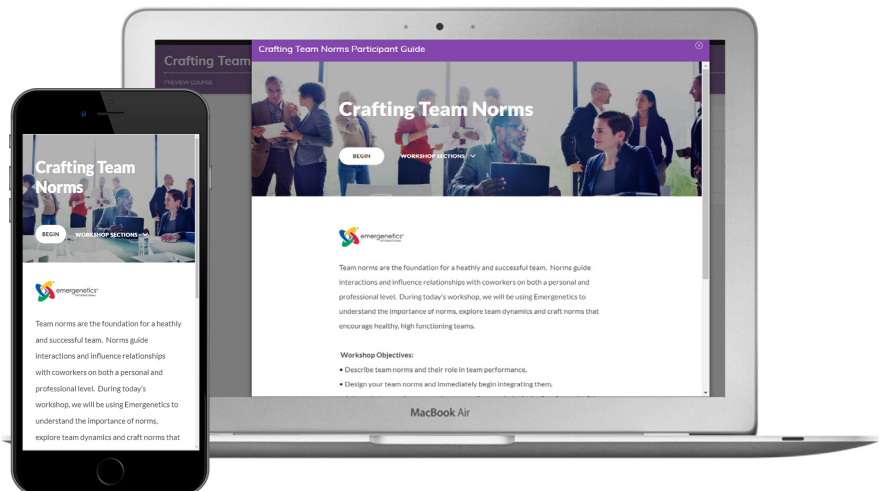 Crafting Team Norms Participant Guide
Crafting Team
PREVIEW COURSE
Crafting Team Norms
BEGIN
WORKSHOP SECTIONS
emergenetics®
INTERNATIONAL
Team norms are the foundation for a heathly and successful team. Norms guide
interactions and influence relationships with coworkers on both a personal and
professional level. During today's workshop, we will be using Emergenetics to
understand the importance of norms, explore team dynamics and craft norms that
encourage healthy, high functioning teams.
Workshop Objectives:
• Describe team norms and their role in team performance.
• Design your team norms and immediately begin integrating them.
MacBook Air
Crafting Team
Norms
BEGIN
WORKSHOP SECTIONS
emergenetics®
INTERNATIONAL
Team norms are the foundation for a heathly
and successful team. Norms guide
interactions and influence relationships
with coworkers on both a personal and
professional level. During today's
workshop, we will be using Emergenetics to
understand the importance of norms,
explore team dynamics and craft norms that